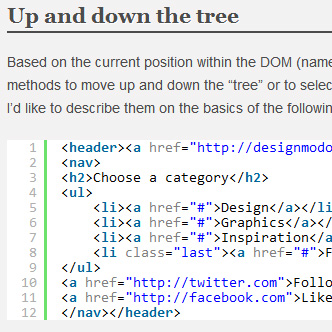 Up and down the tree
Based on the current position within the DOM (name
methods to move up and down the “tree” or to selec
I’d like to describe them on the basics of the followin
1 <header><a href="http://designmodo
2 <nav>
3 <h2>Choose a category</h2>
4 <ul>
5 <li><a href="#">Design</a></li
6 <li><a href="#">Graphics</a></
7 <li><a href="#">Inspiration</a
8 <li class="last"><a href="#">F
9 </ul>
10 <a href="http://twitter.com">Follo
11 <a href="http://facebook.com">Like
12 </nav></header>